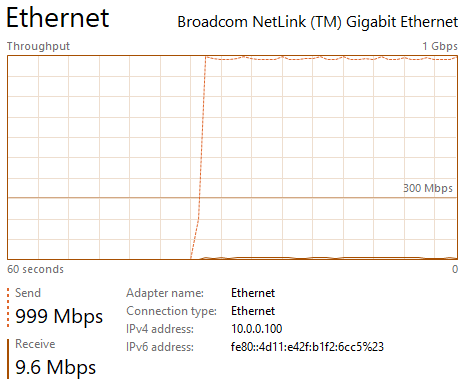 Ethernet
Broadcom NetLink (TM) Gigabit Ethernet
Throughput
1 Gbps
300 Mbps
60 seconds
0
Send
999 Mbps
Receive
9.6 Mbps
Adapter name: Ethernet
Connection type: Ethernet
IPv4 address: 10.0.0.100
IPv6 address: fe80::4d11:e42f:b1f2:6cc5%23